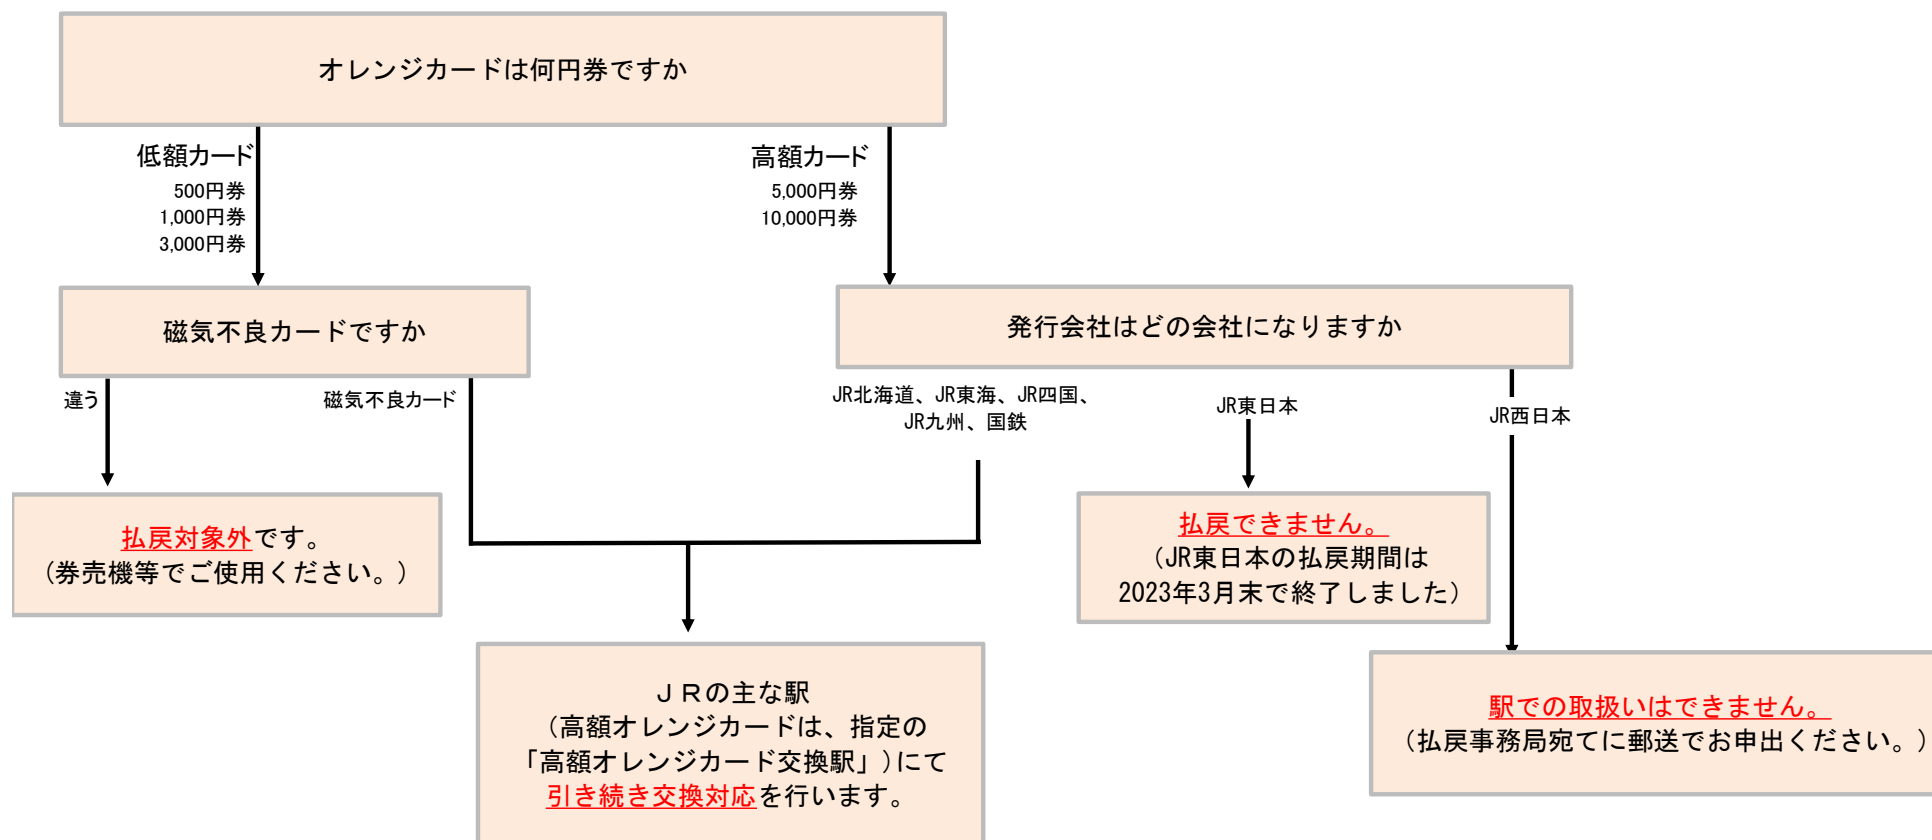 オレンジカードは何円券ですか
低額カード
500円券
1,000円券
3,000円券
高額カード
5,000円券
10,000円券
磁気不良カードですか
発行会社はどの会社になりますか
違う
磁気不良カード
JR北海道、JR東海、JR四国、
JR九州、国鉄
JR東日本
JR西日本
払戻対象外です。
（券売機等でご使用ください。）
払戻できません。
（JR東日本の払戻期間は
2023年3月末で終了しました）
ＪＲの主な駅
（高額オレンジカードは、指定の
「高額オレンジカード交換駅」）にて
引き続き交換対応を行います。
駅での取扱いはできません。
（払戻事務局宛てに郵送でお申出ください。）